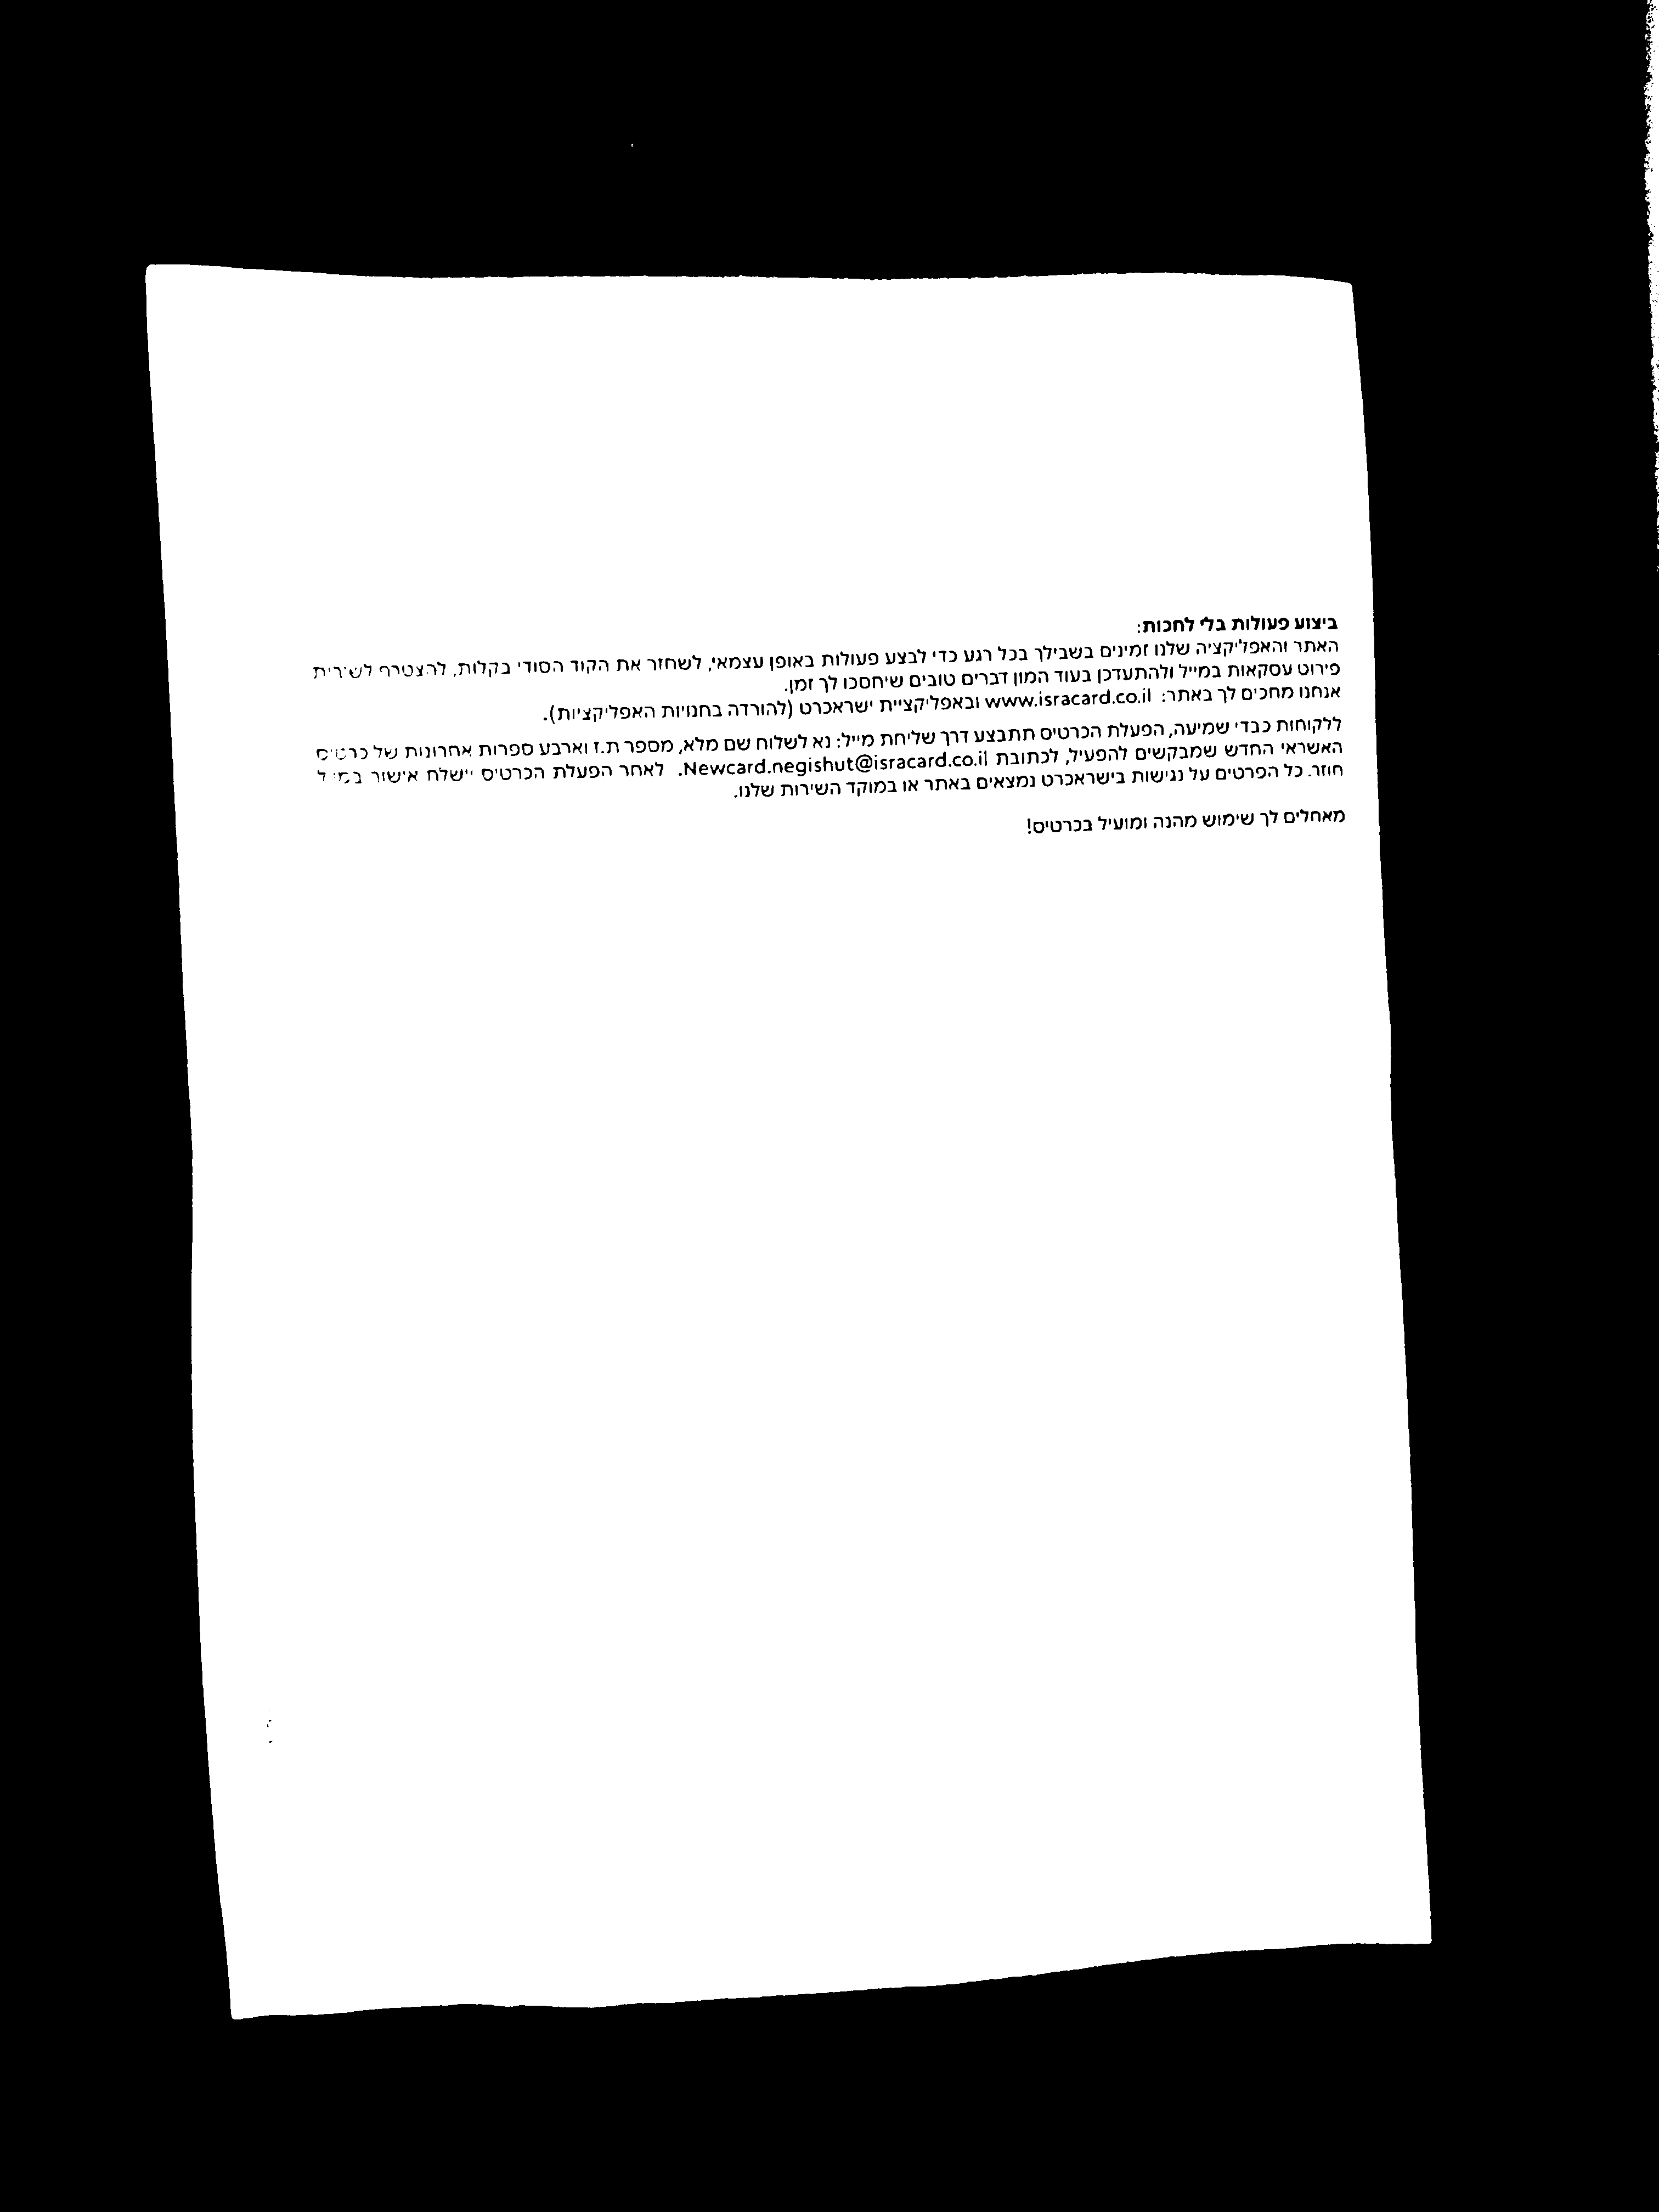 ביצוע פעולות בלי לחכות:
האתר והאפליקציה שלנו זמינים בשבילך בכל רגע כדי לבצע פעולות באופן עצמאי, לשחזר את הקוד הסודי בקלות, להצטרף לשירות
פירוט עסקאות במייל ולהתעדכן בעוד המון דברים טובים שיחסכו לך זמן.
אנחנו מחכים לך באתר: www.isracard.co.il ובאפליקציית ישראכרט (להורדה בחנויות האפליקציות).
ללקוחות כבדי שמיעה, הפעלת הכרטיס תתבצע דרך שליחת מייל: נא לשלוח שם מלא, מספר ת.ז וארבע ספרות אחרונות של כרטיס
האשראי החדש שמבקשים להפעיל, לכתובת Newcard.negishut@isracard.co.il. לאחר הפעלת הכרטיס יישלח אישור במייל
חוזר. כל הפרטים על נגישות בישראכרט נמצאים באתר או במוקד השירות שלנו.
מאחלים לך שימוש מהנה ומועיל בכרטיס!